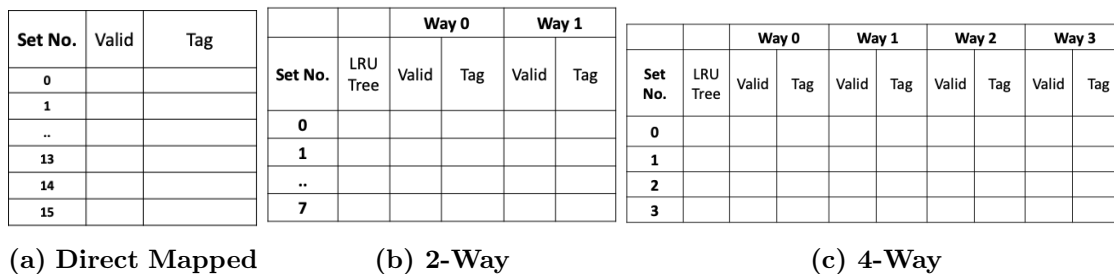 Set No. Valid Tag
0
1
..
13
14
15
(a) Direct Mapped
Way 0 Way 1
Set No. LRU Tree Valid Tag Valid Tag
0
1
..
7
(b) 2-Way
Way 0 Way 1 Way 2 Way 3
Set No. LRU Tree Valid Tag Valid Tag Valid Tag Valid Tag
0
1
2
3
(c) 4-Way